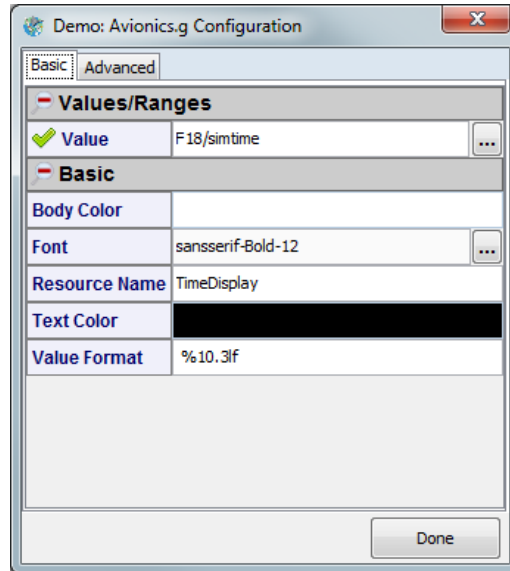 Demo: Avionics.g Configuration
Basic Advanced
Values/Ranges
Value F18/simtime ...
Basic
Body Color
Font sansserif-Bold-12 ...
Resource Name TimeDisplay
Text Color
Value Format %10.3lf
Done